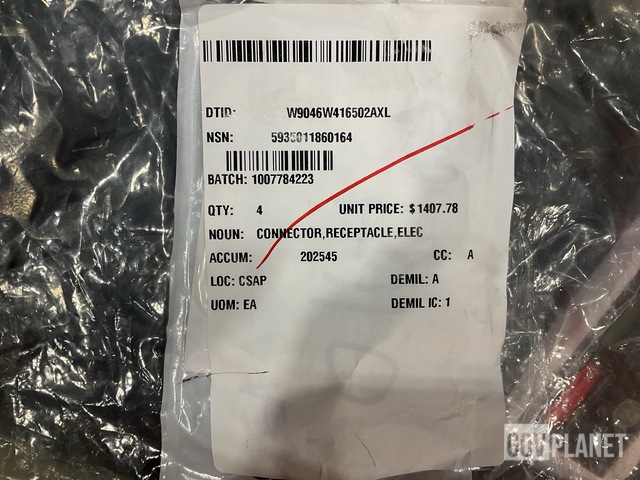 DTID: W9046W416502AXL
NSN: 5935011860164
BATCH: 1007784223
QTY: 4 UNIT PRICE: $1407.78
NOUN: CONNECTOR,RECEPTACLE,ELEC
ACCUM: 202545 CC: A
LOC: CSAP DEMIL: A
UOM: EA DEMIL IC: 1
GOVPLANET